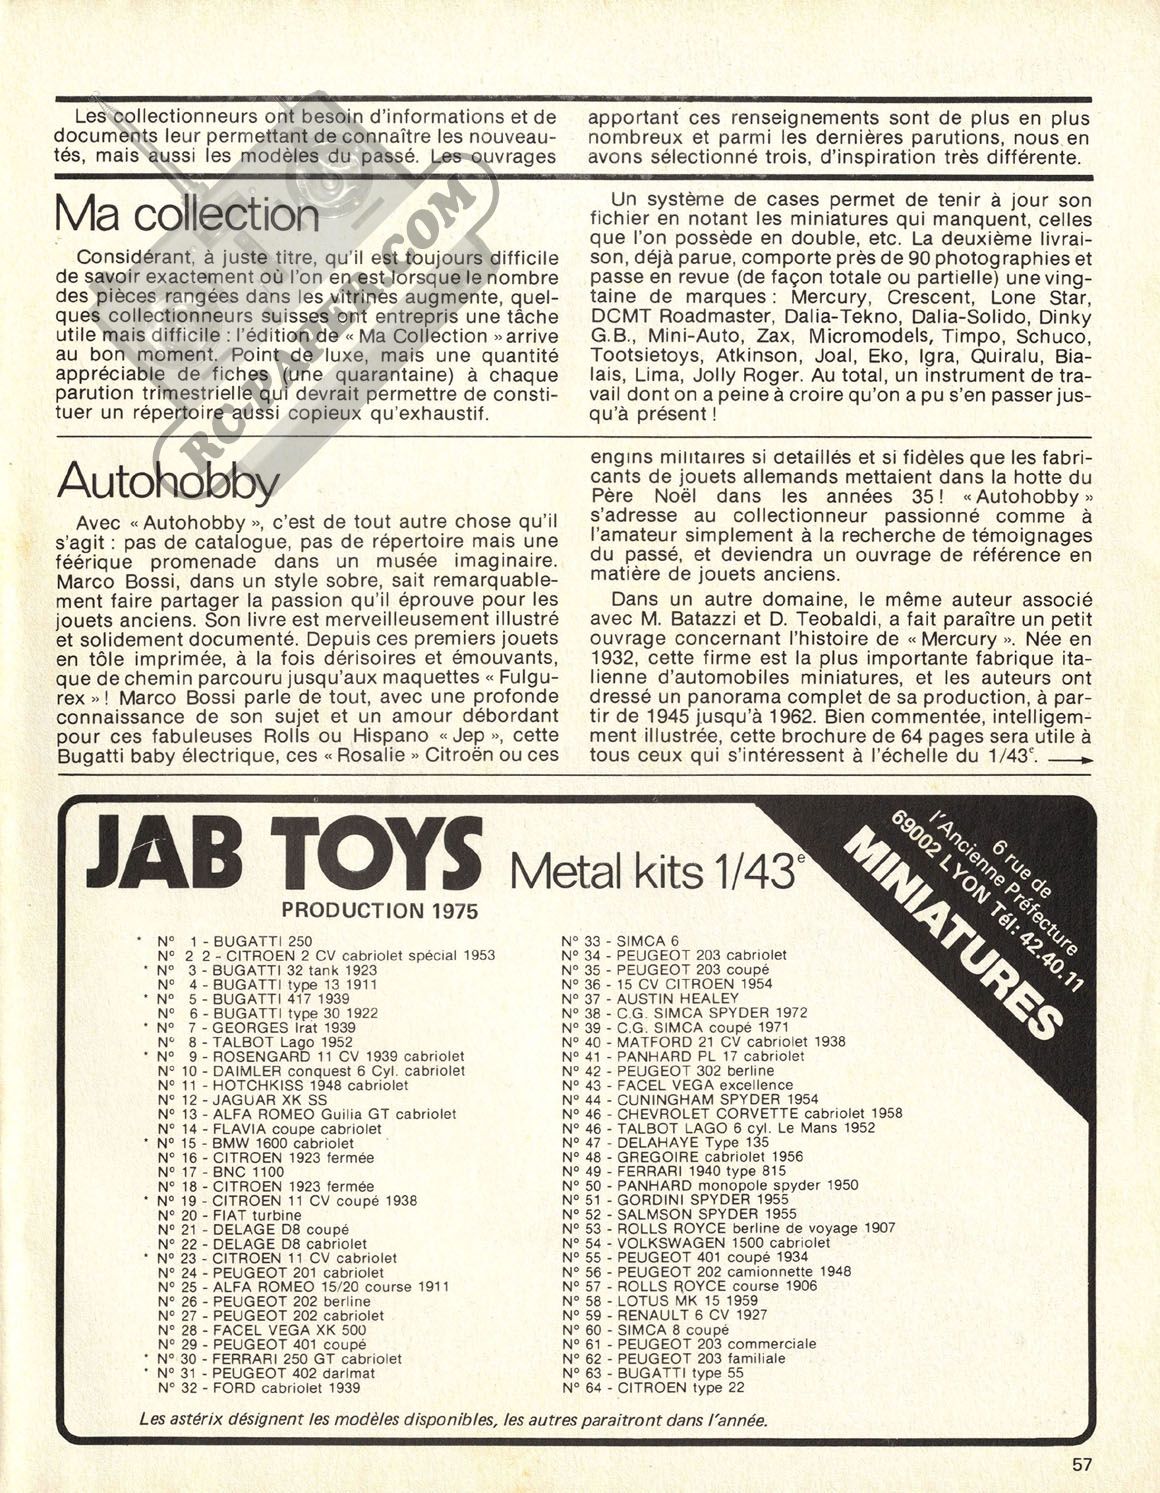 Les collectionneurs ont besoin d'informations et de
documents leur permettant de connaître les nouveau-
tés, mais aussi les modèles du passé. Les ouvrages
apportant ces renseignements sont de plus en plus
nombreux et parmi les dernières parutions, nous en
avons sélectionné trois, d'inspiration très différente.
Ma collection
Considérant, à juste titre, qu'il est toujours difficile
de savoir exactement où l'on en est lorsque le nombre
des pièces rangées dans les vitrines augmente, quel-
ques collectionneurs suisses ont entrepris une tâche
utile mais difficile : l'édition de « Ma Collection » arrive
au bon moment. Point de luxe, mais une quantité
appréciable de fiches (une quarantaine) à chaque
parution trimestrielle qui devrait permettre de consti-
tuer un répertoire aussi copieux qu'exhaustif.
Un système de cases permet de tenir à jour son
fichier en notant les miniatures qui manquent, celles
que l'on possède en double, etc. La deuxième livrai-
son, déjà parue, comporte près de 90 photographies et
passe en revue (de façon totale ou partielle) une ving-
taine de marques : Mercury, Crescent, Lone Star,
DCMT Roadmaster, Dalia-Tekno, Dalia-Solido, Dinky
G.B., Mini-Auto, Zax, Micromodels, Timpo, Schuco,
Tootsietoys, Atkinson, Joal, Eko, Igra, Quiralu, Bia-
lais, Lima, Jolly Roger. Au total, un instrument de tra-
vail dont on a peine à croire qu'on a pu s'en passer jus-
qu'à présent !
RC-PAPER.COM
Autohobby
Avec « Autohobby », c'est de tout autre chose qu'il
s'agit : pas de catalogue, pas de répertoire mais une
féérique promenade dans un musée imaginaire.
Marco Bossi, dans un style sobre, sait remarquable-
ment faire partager la passion qu'il éprouve pour les
jouets anciens. Son livre est merveilleusement illustré
et solidement documenté. Depuis ces premiers jouets
en tôle imprimée, à la fois dérisoires et émouvants,
que de chemin parcouru jusqu'aux maquettes « Fulgu-
rex » ! Marco Bossi parle de tout, avec une profonde
connaissance de son sujet et un amour débordant
pour ces fabuleuses Rolls ou Hispano « Jep », cette
Bugatti baby électrique, ces « Rosalie » Citroën ou ces
engins militaires si détaillés et si fidèles que les fabri-
cants de jouets allemands mettaient dans la hotte du
Père Noël dans les années 35 ! « Autohobby »
s'adresse au collectionneur passionné comme à
l'amateur simplement à la recherche de témoignages
du passé, et deviendra un ouvrage de référence en
matière de jouets anciens.
Dans un autre domaine, le même auteur associé
avec M. Batazzi et D. Teobaldi, a fait paraître un petit
ouvrage concernant l'histoire de « Mercury ». Née en
1932, cette firme est la plus importante fabrique ita-
lienne d'automobiles miniatures, et les auteurs ont
dressé un panorama complet de sa production, à par-
tir de 1945 jusqu'à 1962. Bien commentée, intelligem-
ment illustrée, cette brochure de 64 pages sera utile à
tous ceux qui s'intéressent à l'échelle du 1/43e.
JAB TOYS Metal kits 1/43e
PRODUCTION 1975
6 rue de
l'Ancienne Préfecture
69002 LYON Tél: 42.40.11
MINIATURES
* N° 1 - BUGATTI 250
N° 2 2 - CITROEN 2 CV cabriolet spécial 1953
* N° 3 - BUGATTI 32 tank 1923
N° 4 - BUGATTI type 13 1911
* N° 5 - BUGATTI 417 1939
N° 6 - BUGATTI type 30 1922
* N° 7 - GEORGES Irat 1939
N° 8 - TALBOT Lago 1952
* N° 9 - ROSENGARD 11 CV 1939 cabriolet
N° 10 - DAIMLER conquest 6 Cyl. cabriolet
N° 11 - HOTCHKISS 1948 cabriolet
N° 12 - JAGUAR XK SS
N° 13 - ALFA ROMEO Guilia GT cabriolet
N° 14 - FLAVIA coupe cabriolet
* N° 15 - BMW 1600 cabriolet
N° 16 - CITROEN 1923 fermée
N° 17 - BNC 1100
N° 18 - CITROEN 1923 fermée
* N° 19 - CITROEN 11 CV coupé 1938
N° 20 - FIAT turbine
N° 21 - DELAGE D8 coupé
N° 22 - DELAGE D8 cabriolet
* N° 23 - CITROEN 11 CV cabriolet
N° 24 - PEUGEOT 201 cabriolet
N° 25 - ALFA ROMEO 15/20 course 1911
N° 26 - PEUGEOT 202 berline
N° 27 - PEUGEOT 202 cabriolet
N° 28 - FACEL VEGA XK 500
N° 29 - PEUGEOT 401 coupé
* N° 30 - FERRARI 250 GT cabriolet
* N° 31 - PEUGEOT 402 darlmat
N° 32 - FORD cabriolet 1939
N° 33 - SIMCA 6
N° 34 - PEUGEOT 203 cabriolet
N° 35 - PEUGEOT 203 coupé
N° 36 - 15 CV CITROEN 1954
N° 37 - AUSTIN HEALEY
N° 38 - C.G. SIMCA SPYDER 1972
N° 39 - C.G. SIMCA coupé 1971
N° 40 - MATFORD 21 CV cabriolet 1938
N° 41 - PANHARD PL 17 cabriolet
N° 42 - PEUGEOT 302 berline
N° 43 - FACEL VEGA excellence
N° 44 - CUNINGHAM SPYDER 1954
N° 46 - CHEVROLET CORVETTE cabriolet 1958
N° 46 - TALBOT LAGO 6 cyl. Le Mans 1952
N° 47 - DELAHAYE Type 135
N° 48 - GREGOIRE cabriolet 1956
N° 49 - FERRARI 1940 type 815
N° 50 - PANHARD monopole spyder 1950
N° 51 - GORDINI SPYDER 1955
N° 52 - SALMSON SPYDER 1955
N° 53 - ROLLS ROYCE berline de voyage 1907
N° 54 - VOLKSWAGEN 1500 cabriolet
N° 55 - PEUGEOT 401 coupé 1934
N° 56 - PEUGEOT 202 camionnette 1948
N° 57 - ROLLS ROYCE course 1906
N° 58 - LOTUS MK 15 1959
N° 59 - RENAULT 6 CV 1927
N° 60 - SIMCA 8 coupé
N° 61 - PEUGEOT 203 commerciale
N° 62 - PEUGEOT 203 familiale
N° 63 - BUGATTI type 55
N° 64 - CITROEN type 22
Les astérix désignent les modèles disponibles, les autres paraitront dans l'année.
57